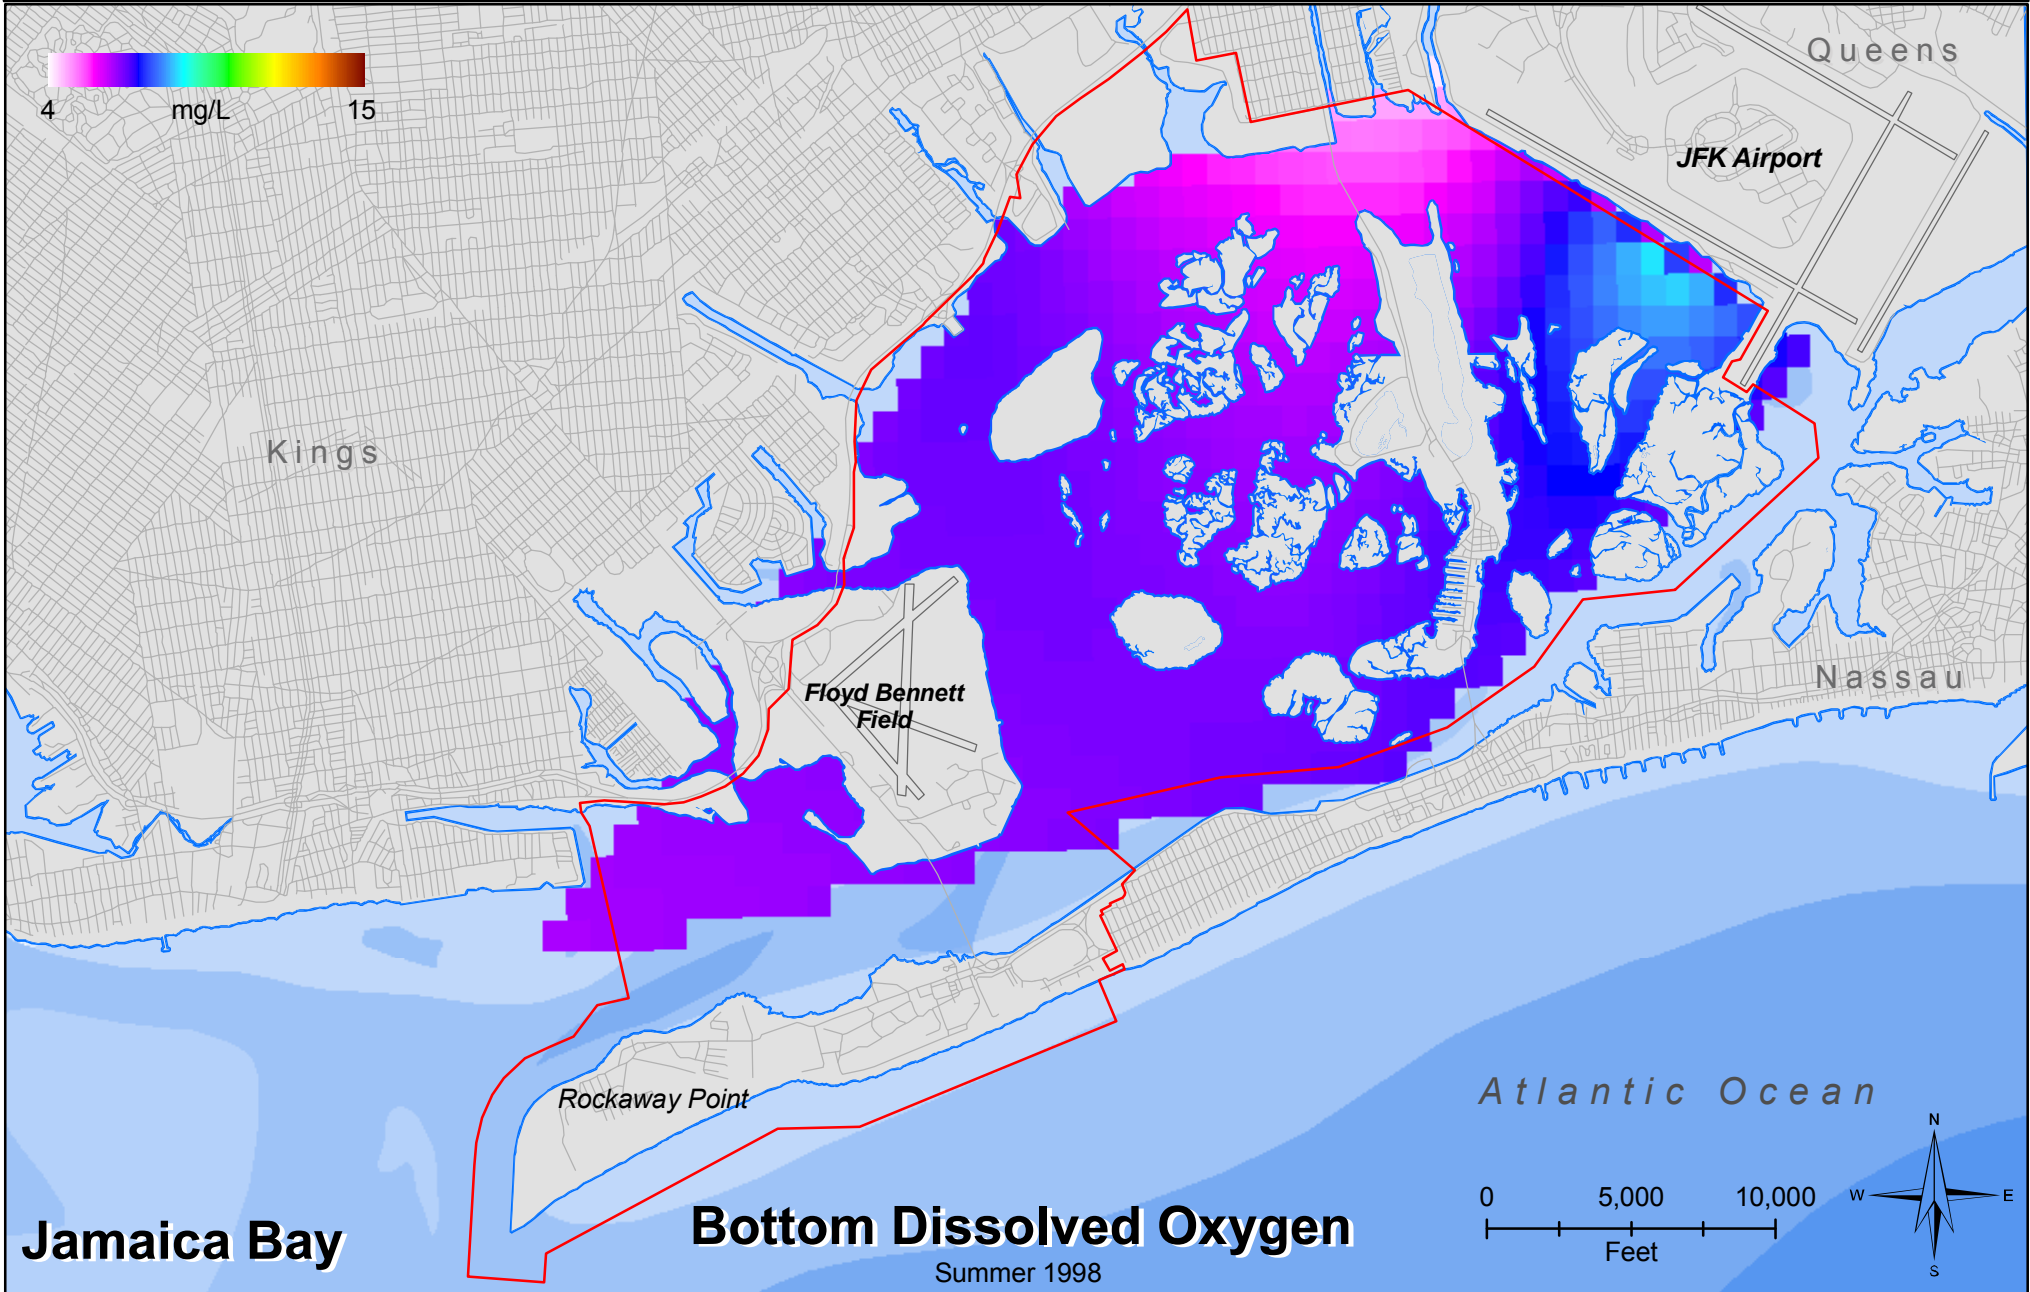 Queens
4 mg/L 15
JFK Airport
Kings
Nassau
Floyd Bennett
Field
Rockaway Point
Atlantic Ocean
N
W E
S
0 5,000 10,000
Feet
Jamaica Bay
Bottom Dissolved Oxygen
Summer 1998